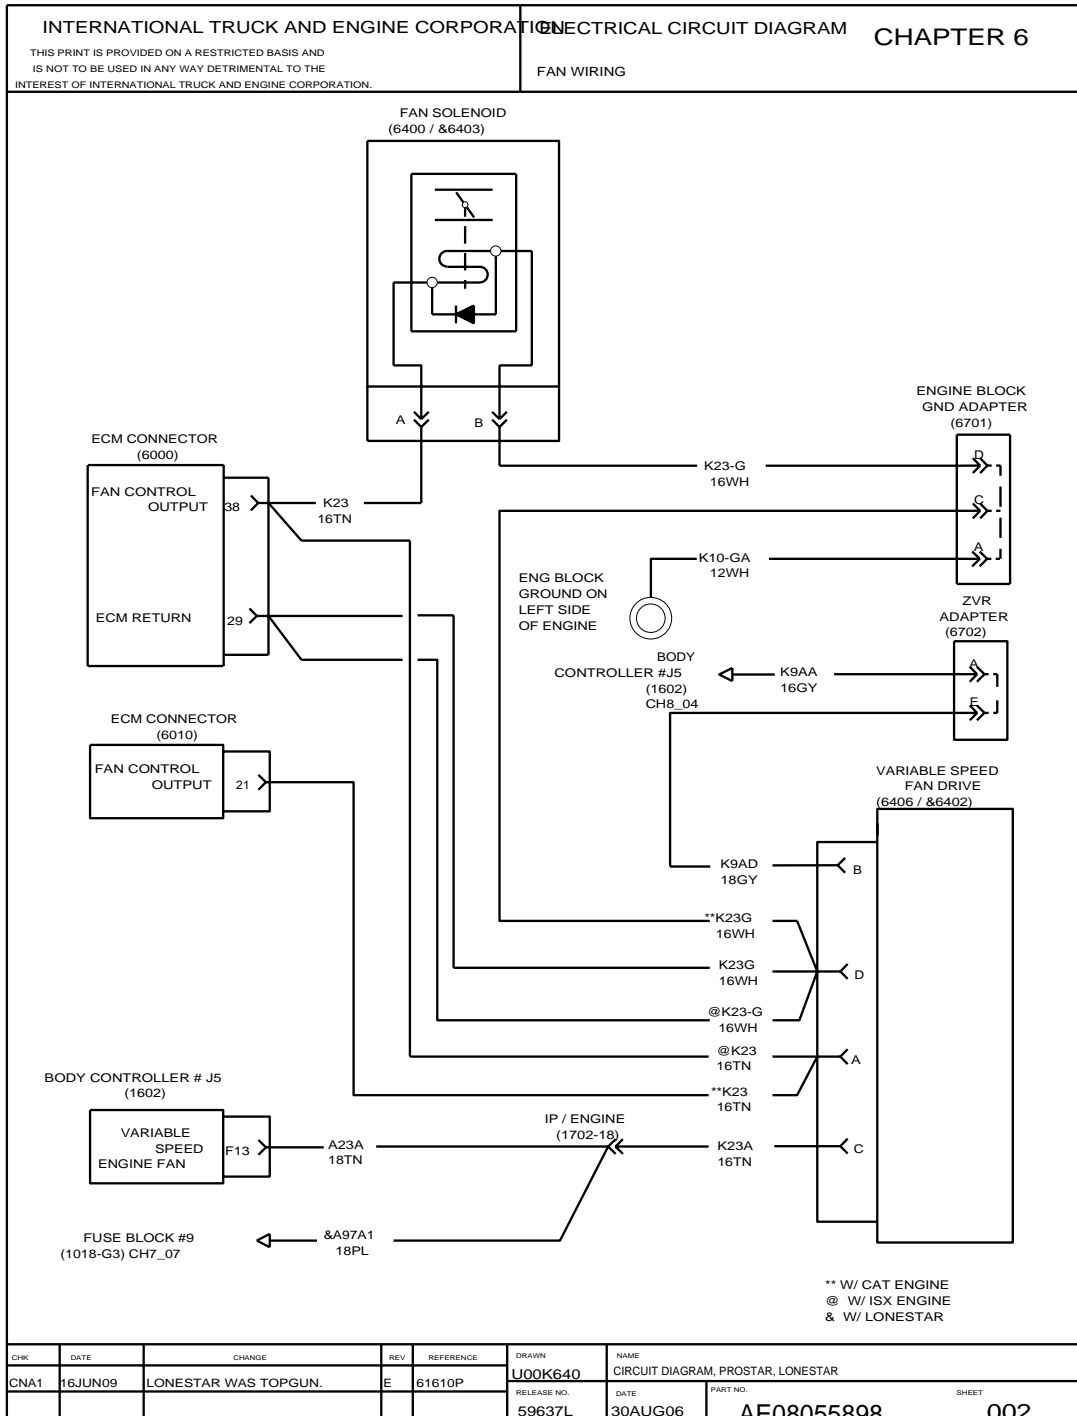 INTERNATIONAL TRUCK AND ENGINE CORPORATION
THIS PRINT IS PROVIDED ON A RESTRICTED BASIS AND
IS NOT TO BE USED IN ANY WAY DETRIMENTAL TO THE
INTEREST OF INTERNATIONAL TRUCK AND ENGINE CORPORATION.
ELECTRICAL CIRCUIT DIAGRAM
FAN WIRING
CHAPTER 6
FAN SOLENOID
(6400 / &6403)
A
B
ECM CONNECTOR
(6000)
FAN CONTROL
OUTPUT
38
ECM RETURN
29
K23
16TN
ENGINE BLOCK
GND ADAPTER
(6701)
D
C
A
K23-G
16WH
K10-GA
12WH
ENG BLOCK
GROUND ON
LEFT SIDE
OF ENGINE
ZVR
ADAPTER
(6702)
A
E
BODY
CONTROLLER #J5
(1602)
CH8_04
K9AA
16GY
ECM CONNECTOR
(6010)
FAN CONTROL
OUTPUT
21
VARIABLE SPEED
FAN DRIVE
(6406 / &6402)
K9AD
18GY
B
**K23G
16WH
K23G
16WH
D
@K23-G
16WH
@K23
16TN
A
**K23
16TN
BODY CONTROLLER # J5
(1602)
VARIABLE
SPEED
ENGINE FAN
F13
A23A
18TN
IP / ENGINE
(1702-18)
K23A
16TN
C
FUSE BLOCK #9
(1018-G3) CH7_07
&A97A1
18PL
** W/ CAT ENGINE
@ W/ ISX ENGINE
& W/ LONESTAR
CHK DATE CHANGE REV REFERENCE
CNA1 16JUN09 LONESTAR WAS TOPGUN. E 61610P
DRAWN
U00K640
NAME
CIRCUIT DIAGRAM, PROSTAR, LONESTAR
RELEASE NO.
59637L
DATE
30AUG06
PART NO.
AE08055898
SHEET
002